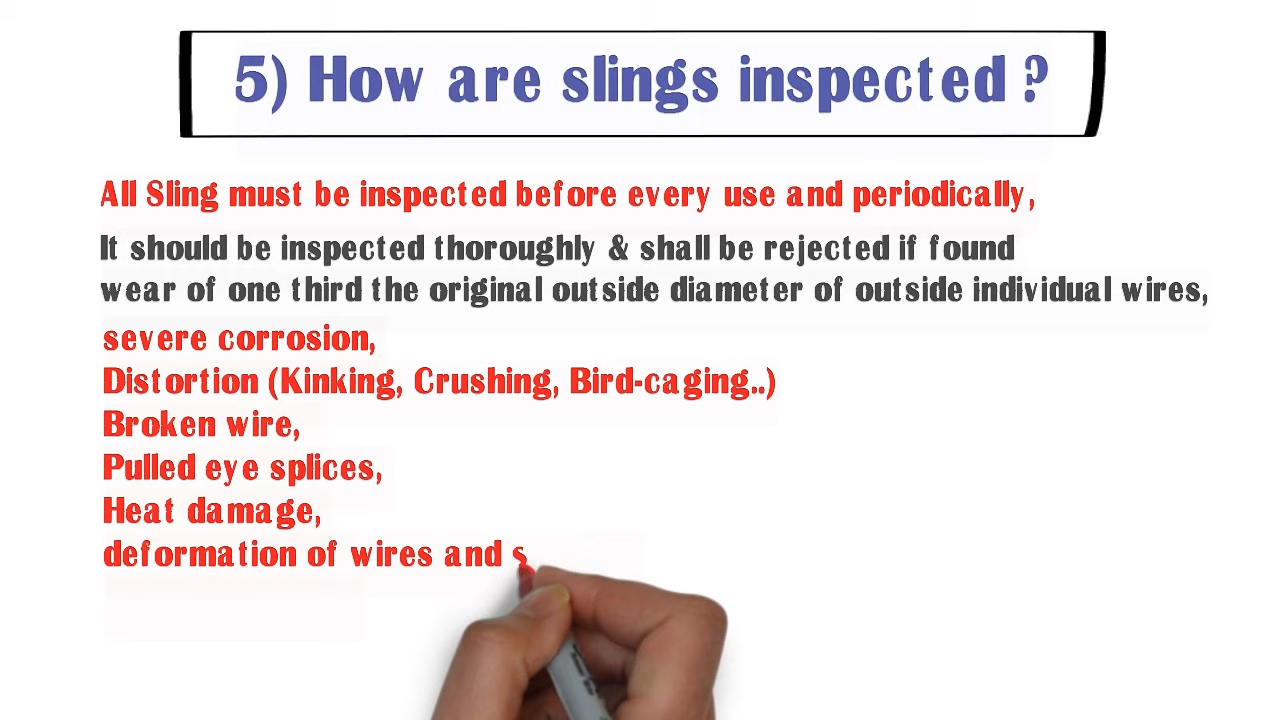 5) How are slings inspected ?
All Sling must be inspected before every use and periodically,
It should be inspected thoroughly & shall be rejected if found
wear of one third the original outside diameter of outside individual wires,
severe corrosion,
Distortion (Kinking, Crushing, Bird-caging..)
Broken wire,
Pulled eye splices,
Heat damage,
deformation of wires and s